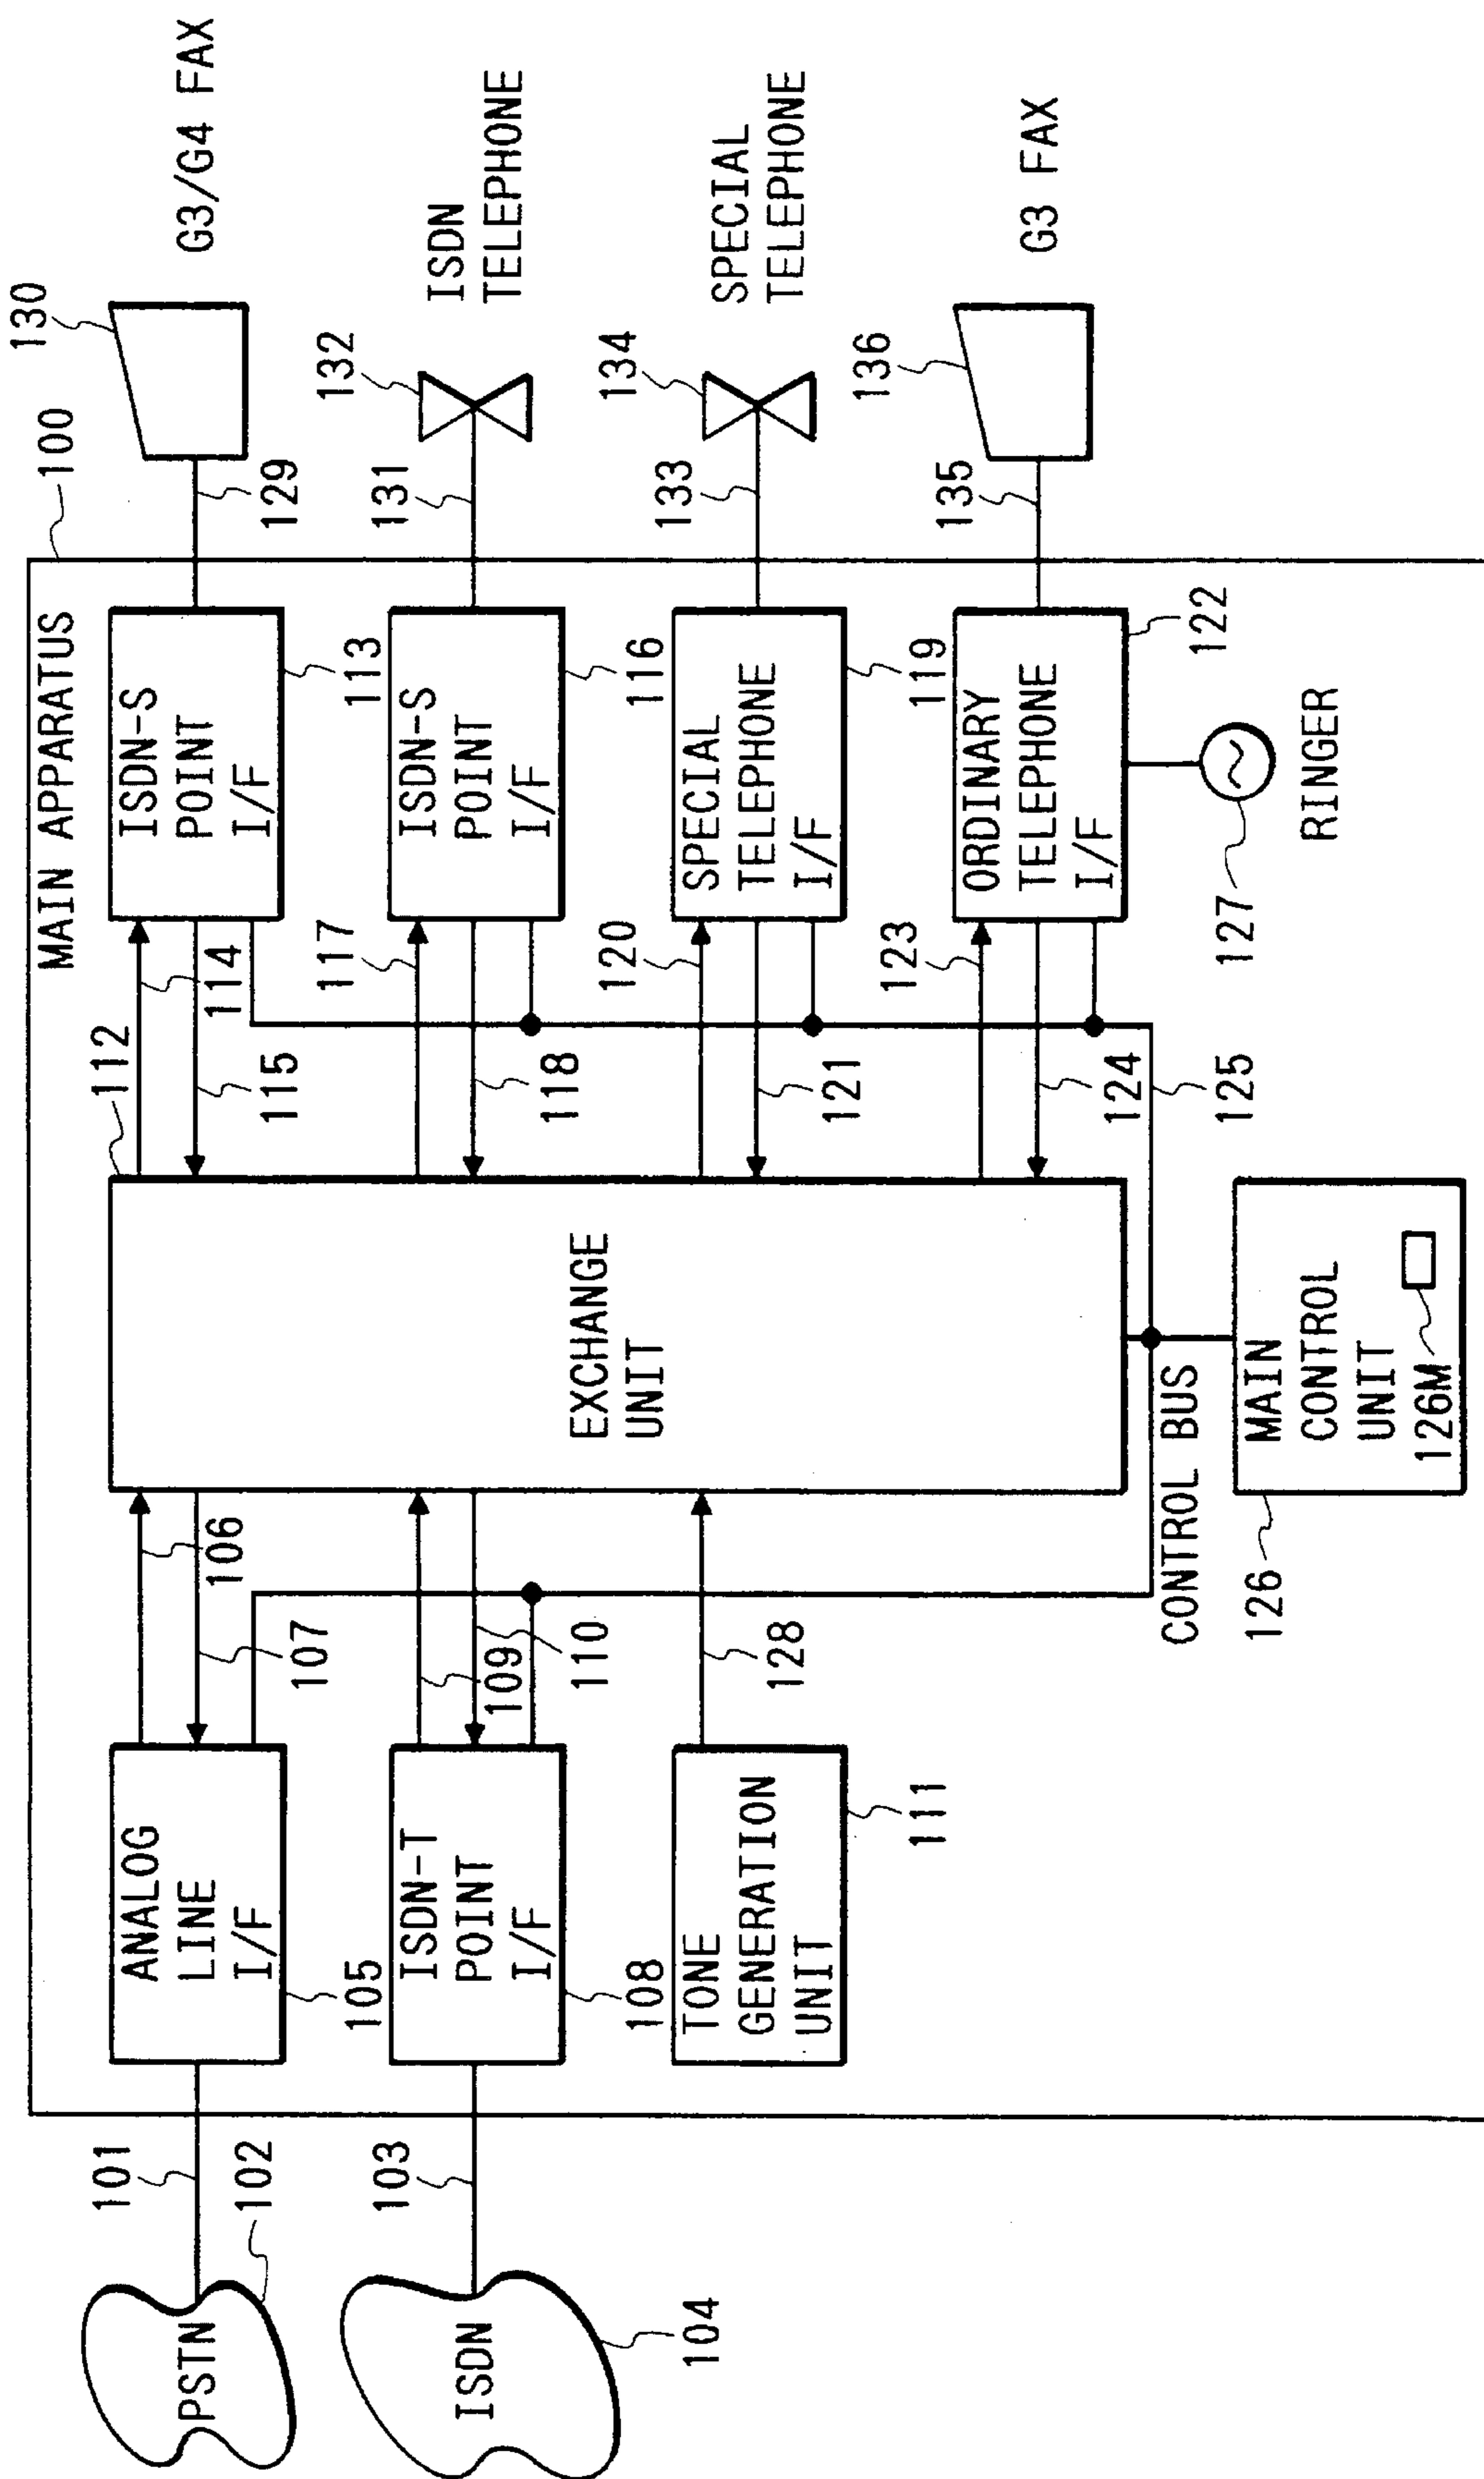 MAIN APPARATUS
100
PSTN
101
102
ISDN
103
104
ANALOG
LINE
I/F
105
106
107
ISDN-T
POINT
I/F
108
109
110
TONE
GENERATION
UNIT
111
128
EXCHANGE
UNIT
112
ISDN-S
POINT
I/F
113
114
115
129
130
G3/G4 FAX
ISDN-S
POINT
I/F
116
117
118
131
132
ISDN
TELEPHONE
SPECIAL
TELEPHONE
I/F
119
120
121
133
134
SPECIAL
TELEPHONE
ORDINARY
TELEPHONE
I/F
122
123
124
135
136
G3 FAX
125
127
RINGER
CONTROL BUS
MAIN
CONTROL
UNIT
126M
126